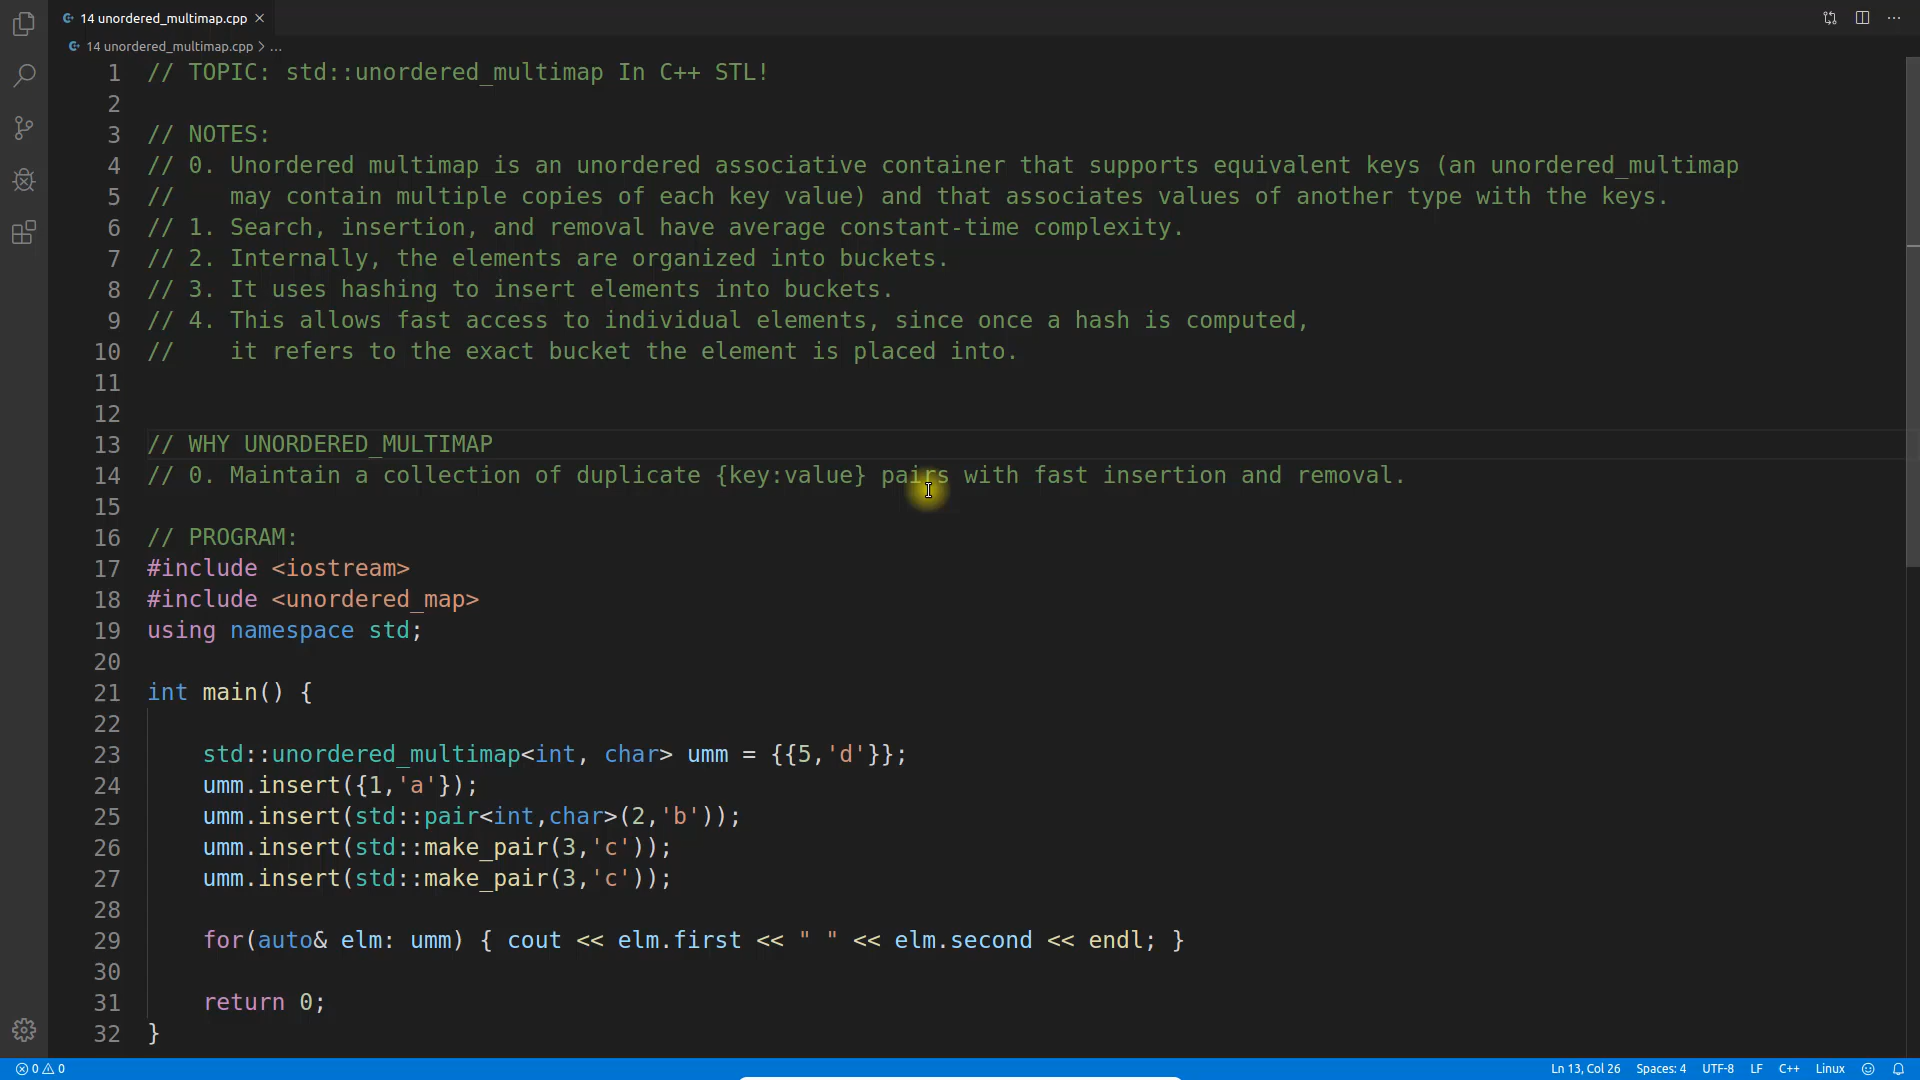 14 unordered_multimap.cpp ×
14 unordered_multimap.cpp > ...
1 // TOPIC: std::unordered_multimap In C++ STL!
2
3 // NOTES:
4 // 0. Unordered multimap is an unordered associative container that supports equivalent keys (an unordered_multimap
5 //    may contain multiple copies of each key value) and that associates values of another type with the keys.
6 // 1. Search, insertion, and removal have average constant-time complexity.
7 // 2. Internally, the elements are organized into buckets.
8 // 3. It uses hashing to insert elements into buckets.
9 // 4. This allows fast access to individual elements, since once a hash is computed,
10 //    it refers to the exact bucket the element is placed into.
11
12
13 // WHY UNORDERED_MULTIMAP
14 // 0. Maintain a collection of duplicate {key:value} pairs with fast insertion and removal.
15
16 // PROGRAM:
17 #include <iostream>
18 #include <unordered_map>
19 using namespace std;
20
21 int main() {
22
23     std::unordered_multimap<int, char> umm = {{5,'d'}};
24     umm.insert({1,'a'});
25     umm.insert(std::pair<int,char>(2,'b'));
26     umm.insert(std::make_pair(3,'c'));
27     umm.insert(std::make_pair(3,'c'));
28
29     for(auto& elm: umm) { cout << elm.first << " " << elm.second << endl; }
30
31     return 0;
32 }
0 0 Ln 13, Col 26 Spaces: 4 UTF-8 LF C++ Linux